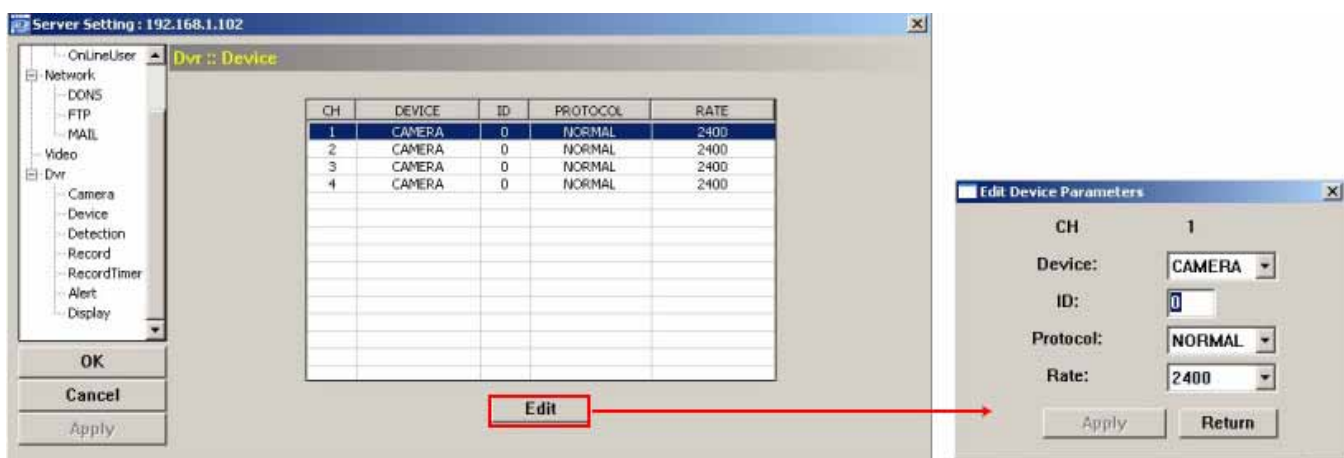 Server Setting : 192.168.1.102
OnLineUser
Network
DDNS
FTP
MAIL
Video
Dvr
Camera
Device
Detection
Record
RecordTimer
Alert
Display
OK
Cancel
Apply
Dvr :: Device
CH DEVICE ID PROTOCOL RATE
1 CAMERA 0 NORMAL 2400
2 CAMERA 0 NORMAL 2400
3 CAMERA 0 NORMAL 2400
4 CAMERA 0 NORMAL 2400
Edit
Edit Device Parameters
CH 1
Device: CAMERA
ID: 0
Protocol: NORMAL
Rate: 2400
Apply Return